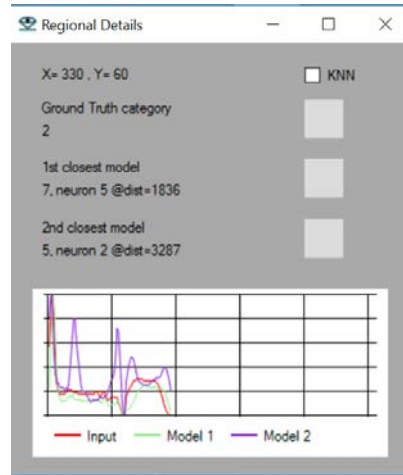 Regional Details
X= 330 , Y= 60
KNN
Ground Truth category
2
1st closest model
7, neuron 5 @dist=1836
2nd closest model
5, neuron 2 @dist=3287
Input
Model 1
Model 2